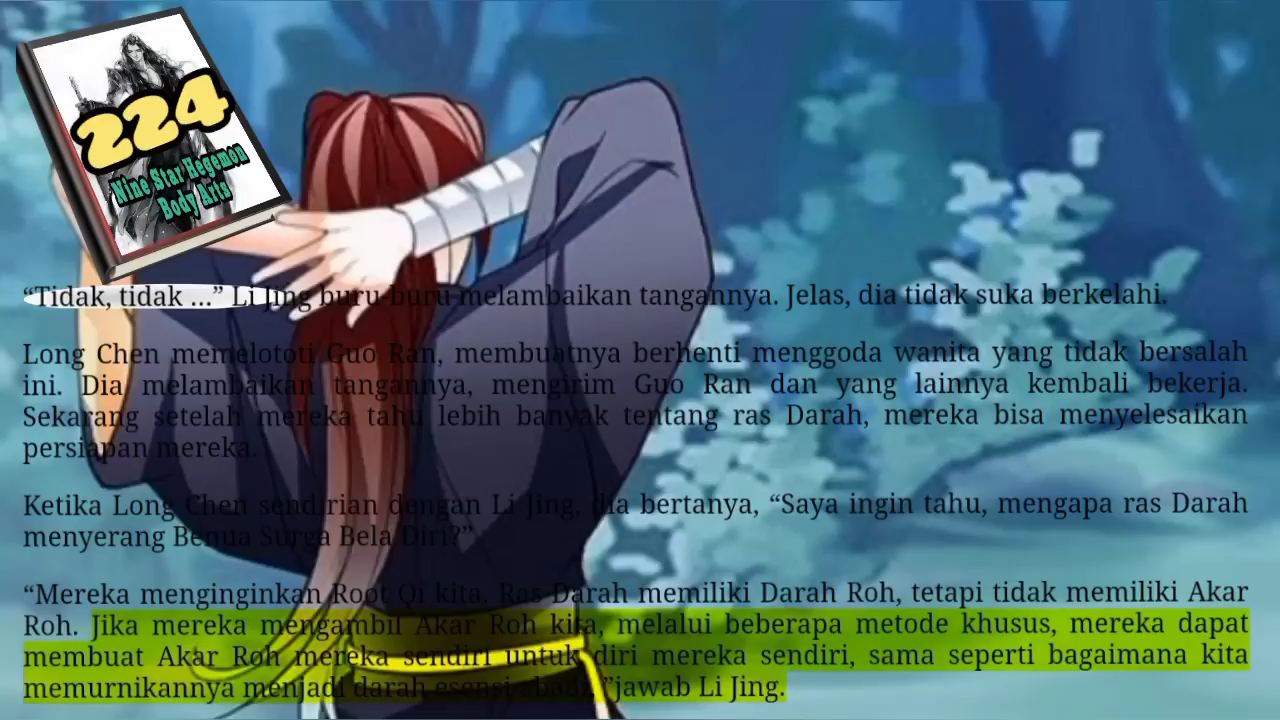 224
Nine Star Hegemon
Body Arts
“Tidak, tidak ...” Li Jing buru-buru melambaikan tangannya. Jelas, dia tidak suka berkelahi.
Long Chen memelototi Guo Ran, membuatnya berhenti menggoda wanita yang tidak bersalah
ini. Dia melambaikan tangannya, mengirim Guo Ran dan yang lainnya kembali bekerja.
Sekarang setelah mereka tahu lebih banyak tentang ras Darah, mereka bisa menyelesaikan
persiapan mereka.
Ketika Long Chen sendirian dengan Li Jing, dia bertanya, “Saya ingin tahu, mengapa ras Darah
menyerang Benua Surga Bela Diri?”
“Mereka menginginkan Root Qi kita. Ras Darah memiliki Darah Roh, tetapi tidak memiliki Akar
Roh. Jika mereka mengambil Akar Roh kita, melalui beberapa metode khusus, mereka dapat
membuat Akar Roh mereka sendiri untuk diri mereka sendiri, sama seperti bagaimana kita
memurnikannya menjadi darah esensi abadi, ”jawab Li Jing.